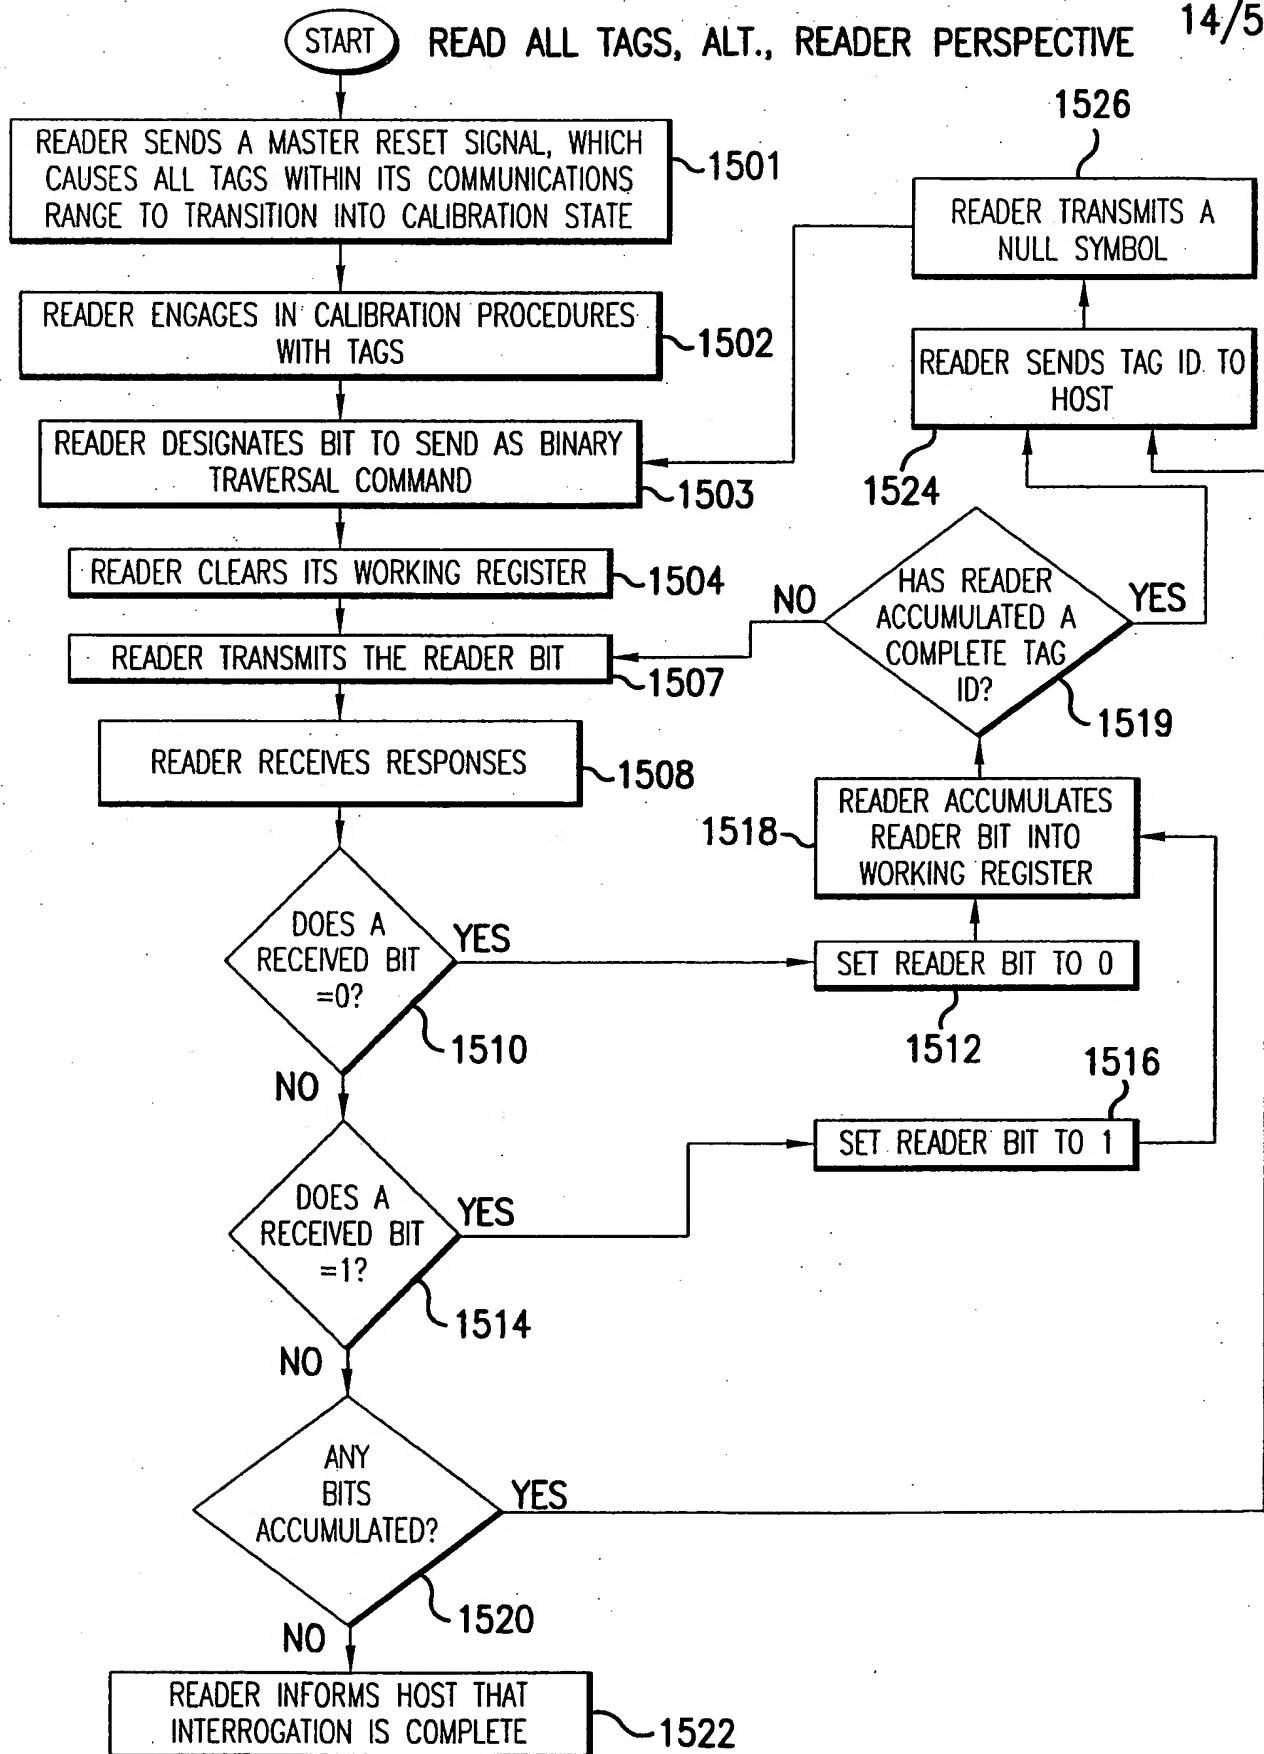 14/5
START
READ ALL TAGS, ALT., READER PERSPECTIVE
READER SENDS A MASTER RESET SIGNAL, WHICH
CAUSES ALL TAGS WITHIN ITS COMMUNICATIONS
RANGE TO TRANSITION INTO CALIBRATION STATE
1501
READER ENGAGES IN CALIBRATION PROCEDURES
WITH TAGS
1502
READER DESIGNATES BIT TO SEND AS BINARY
TRAVERSAL COMMAND
1503
READER CLEARS ITS WORKING REGISTER
1504
READER TRANSMITS THE READER BIT
1507
READER RECEIVES RESPONSES
1508
DOES A
RECEIVED BIT
=0?
YES
1510
NO
DOES A
RECEIVED BIT
=1?
YES
1514
NO
ANY
BITS
ACCUMULATED?
YES
1520
NO
READER INFORMS HOST THAT
INTERROGATION IS COMPLETE
1522
1526
READER TRANSMITS A
NULL SYMBOL
READER SENDS TAG ID TO
HOST
1524
HAS READER
ACCUMULATED A
COMPLETE TAG
ID?
NO
YES
1519
READER ACCUMULATES
READER BIT INTO
WORKING REGISTER
1518
SET READER BIT TO 0
1512
1516
SET READER BIT TO 1